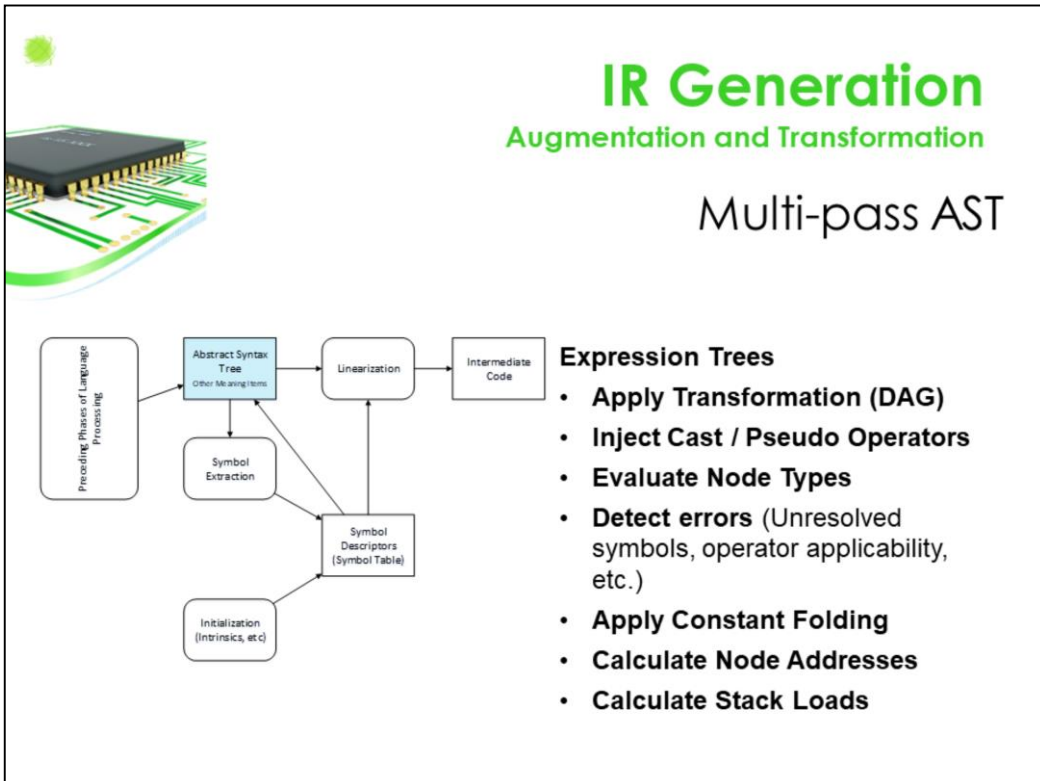 IR Generation
Augmentation and Transformation
Multi-pass AST
Preceding Phases of Language
Processing
Abstract Syntax
Tree
Other Meaning Items
Linearization
Intermediate
Code
Symbol
Extraction
Symbol
Descriptors
(Symbol Table)
Initialization
(Intrinsics, etc)
Expression Trees
• Apply Transformation (DAG)
• Inject Cast / Pseudo Operators
• Evaluate Node Types
• Detect errors (Unresolved
symbols, operator applicability,
etc.)
• Apply Constant Folding
• Calculate Node Addresses
• Calculate Stack Loads